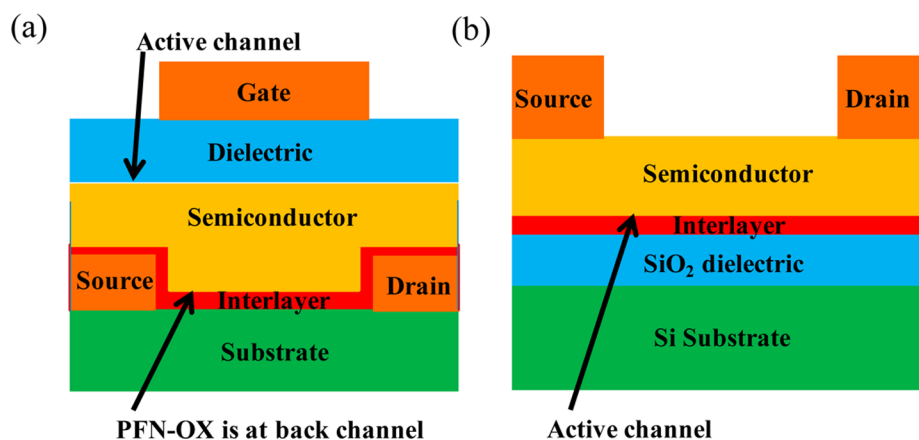 (a)
Active channel
Gate
Dielectric
Semiconductor
Source
Drain
Interlayer
Substrate
PFN-OX is at back channel
(b)
Source
Drain
Semiconductor
Interlayer
SiO₂ dielectric
Si Substrate
Active channel